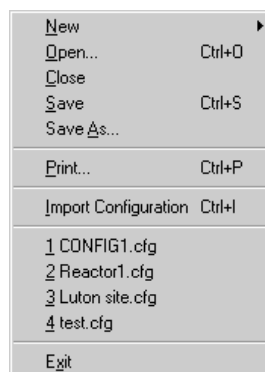 New
Open... Ctrl+O
Close
Save Ctrl+S
Save As...
Print... Ctrl+P
Import Configuration Ctrl+I
1 CONFIG1.cfg
2 Reactor1.cfg
3 Luton site.cfg
4 test.cfg
Exit